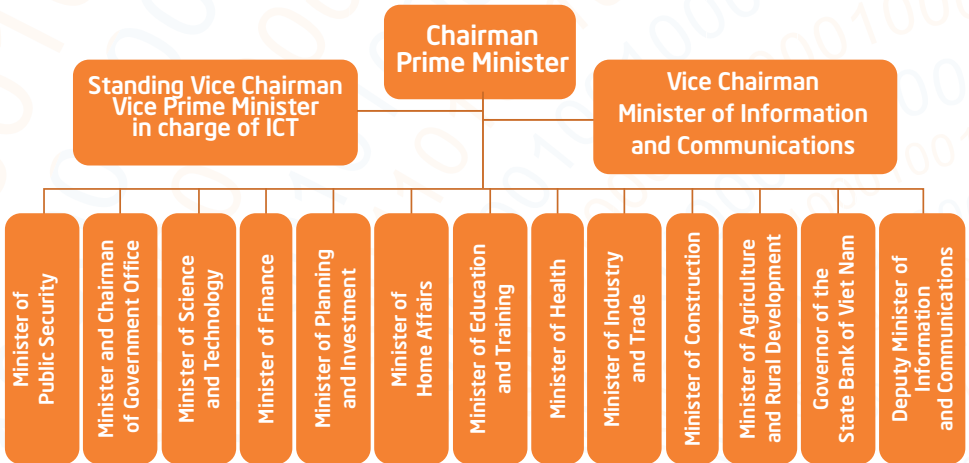 Chairman
Prime Minister
Standing Vice Chairman
Vice Prime Minister
in charge of ICT
Vice Chairman
Minister of Information
and Communications
Minister of
Public Security
Minister and Chairman
of Government Office
Minister of Science
and Technology
Minister of Finance
Minister of Planning
and Investment
Minister of
Home Affairs
Minister of Education
and Training
Minister of Health
Minister of Industry
and Trade
Minister of Construction
Minister of Agriculture
and Rural Development
Governor of the
State Bank of Viet Nam
Deputy Minister of
Information
and Communications